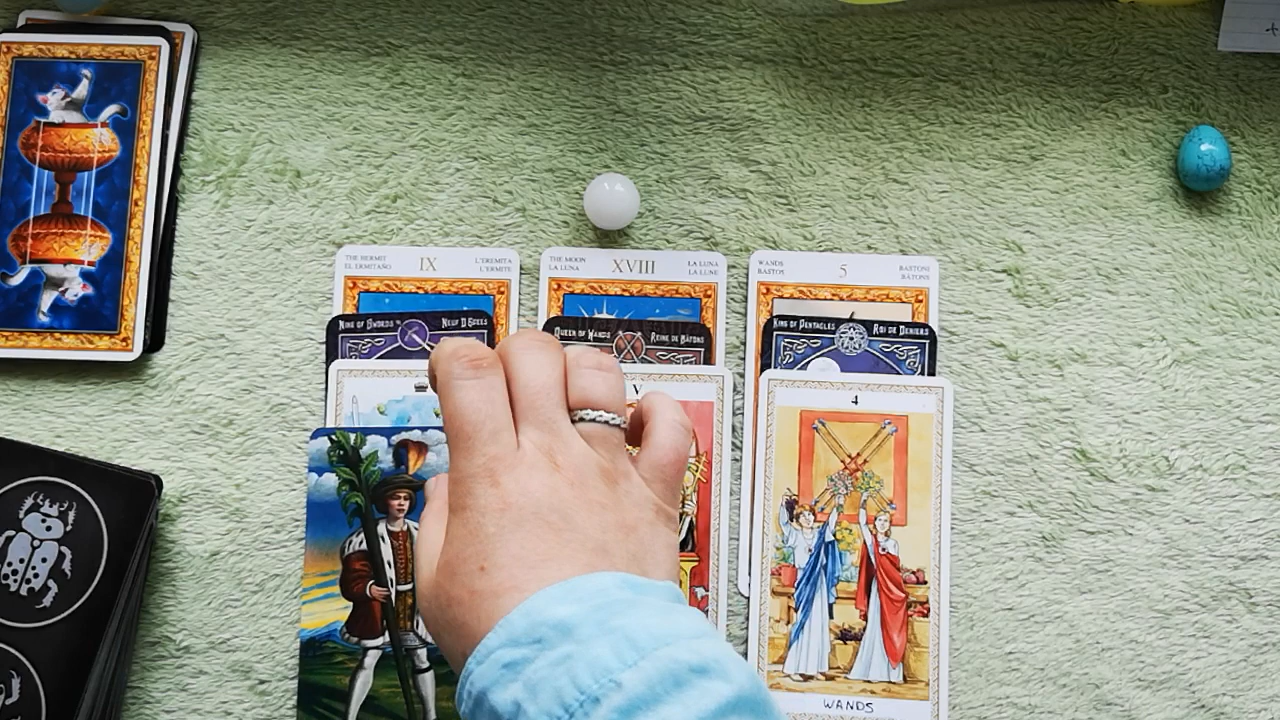 THE HERMIT
EL ERMITAÑO
IX
L'EREMITA
L'ERMITE
THE MOON
LA LUNA
XVIII
LA LUNA
LA LUNE
WANDS
BASTOS
5
BASTONI
BÂTONS
NINE OF SWORDS
NEUF D'ÉPÉES
QUEEN OF WANDS
REINE DE BÂTONS
KING OF PENTACLES
ROI DE DENIERS
V
4
WANDS